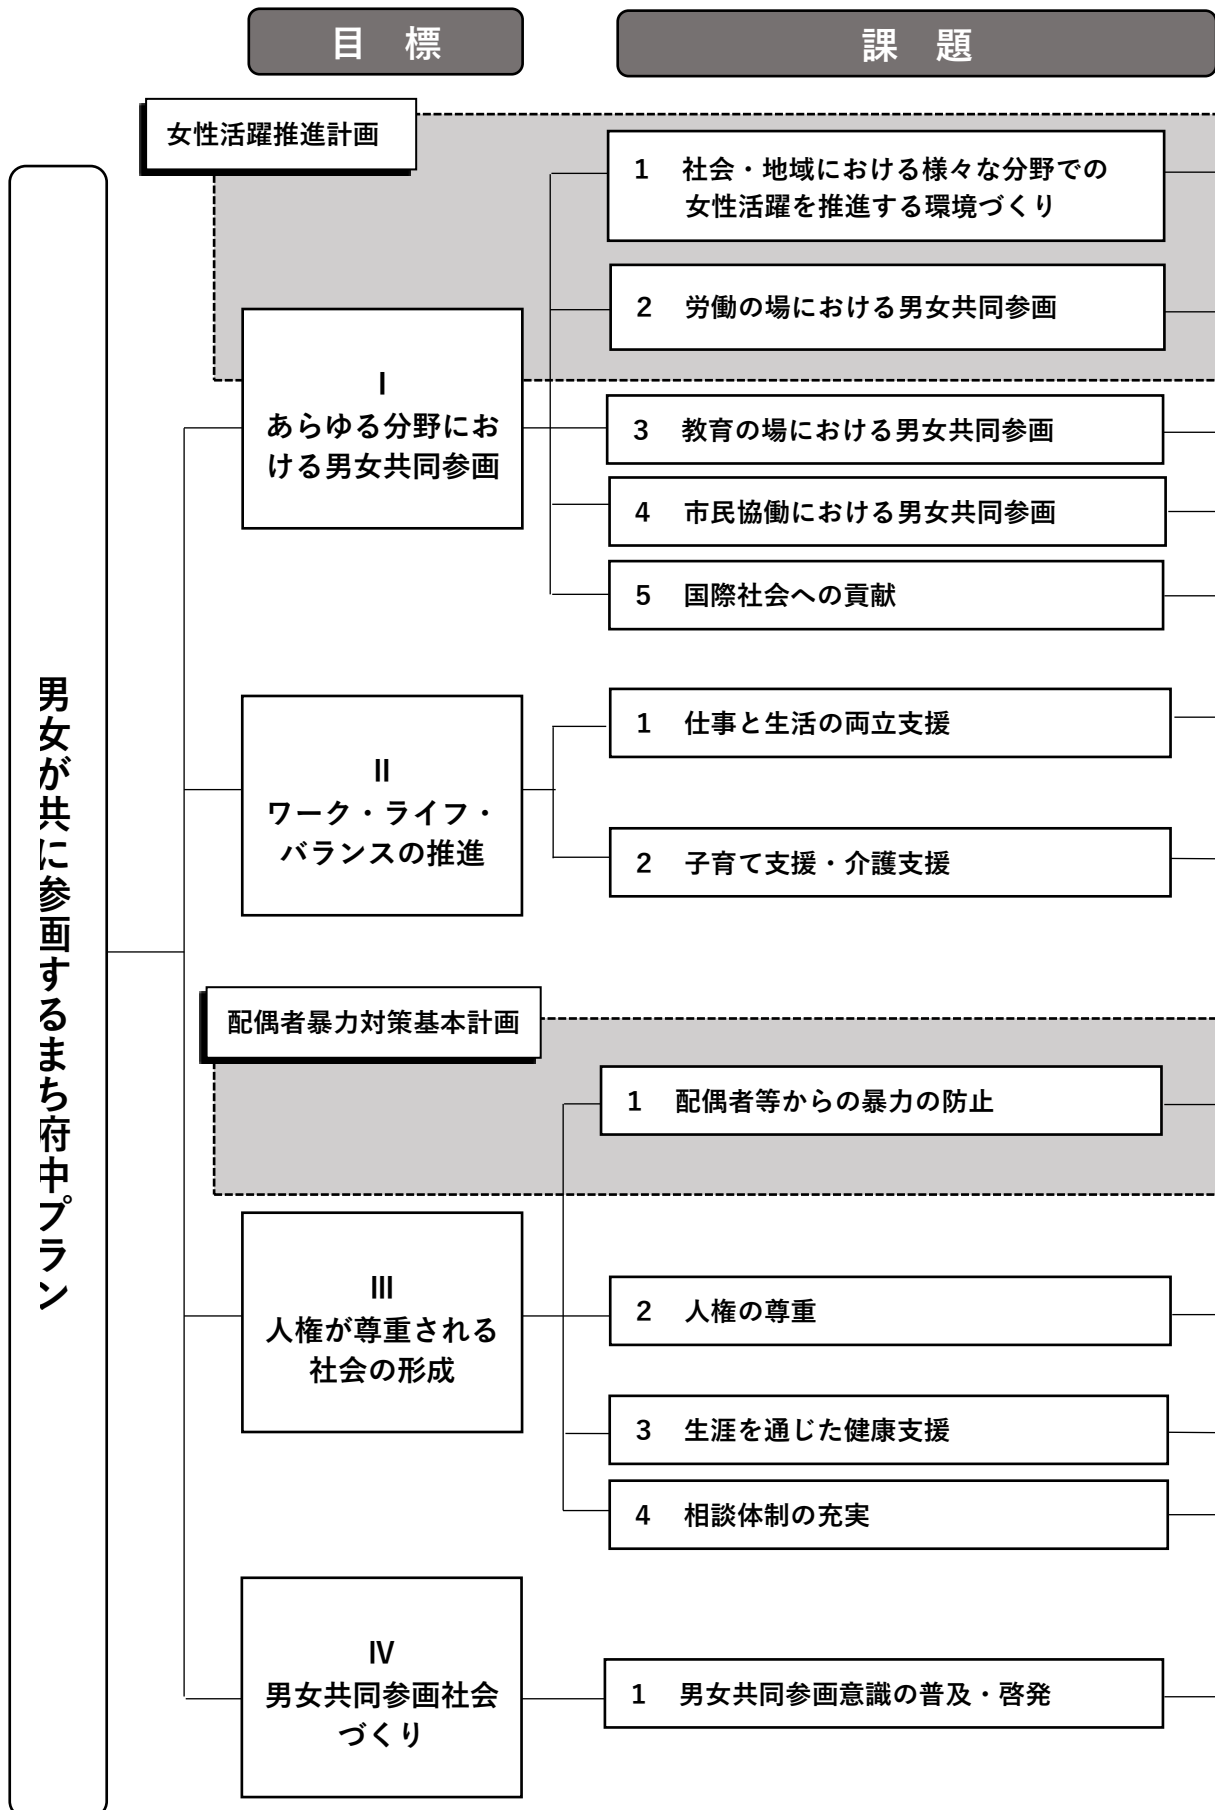 目 標
課 題
男女が共に参画するまち府中プラン
女性活躍推進計画
Ⅰ
あらゆる分野にお
ける男女共同参画
1 社会・地域における様々な分野での
女性活躍を推進する環境づくり
2 労働の場における男女共同参画
3 教育の場における男女共同参画
4 市民協働における男女共同参画
5 国際社会への貢献
Ⅱ
ワーク・ライフ・
バランスの推進
1 仕事と生活の両立支援
2 子育て支援・介護支援
配偶者暴力対策基本計画
Ⅲ
人権が尊重される
社会の形成
1 配偶者等からの暴力の防止
2 人権の尊重
3 生涯を通じた健康支援
4 相談体制の充実
Ⅳ
男女共同参画社会
づくり
1 男女共同参画意識の普及・啓発